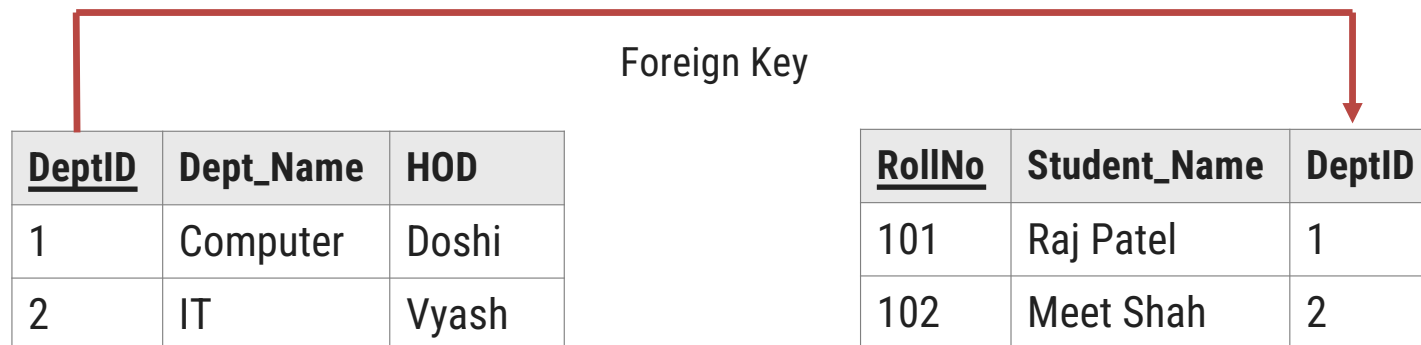 Foreign Key
DeptID Dept_Name HOD
1 Computer Doshi
2 IT Vyash
RollNo Student_Name DeptID
101 Raj Patel 1
102 Meet Shah 2